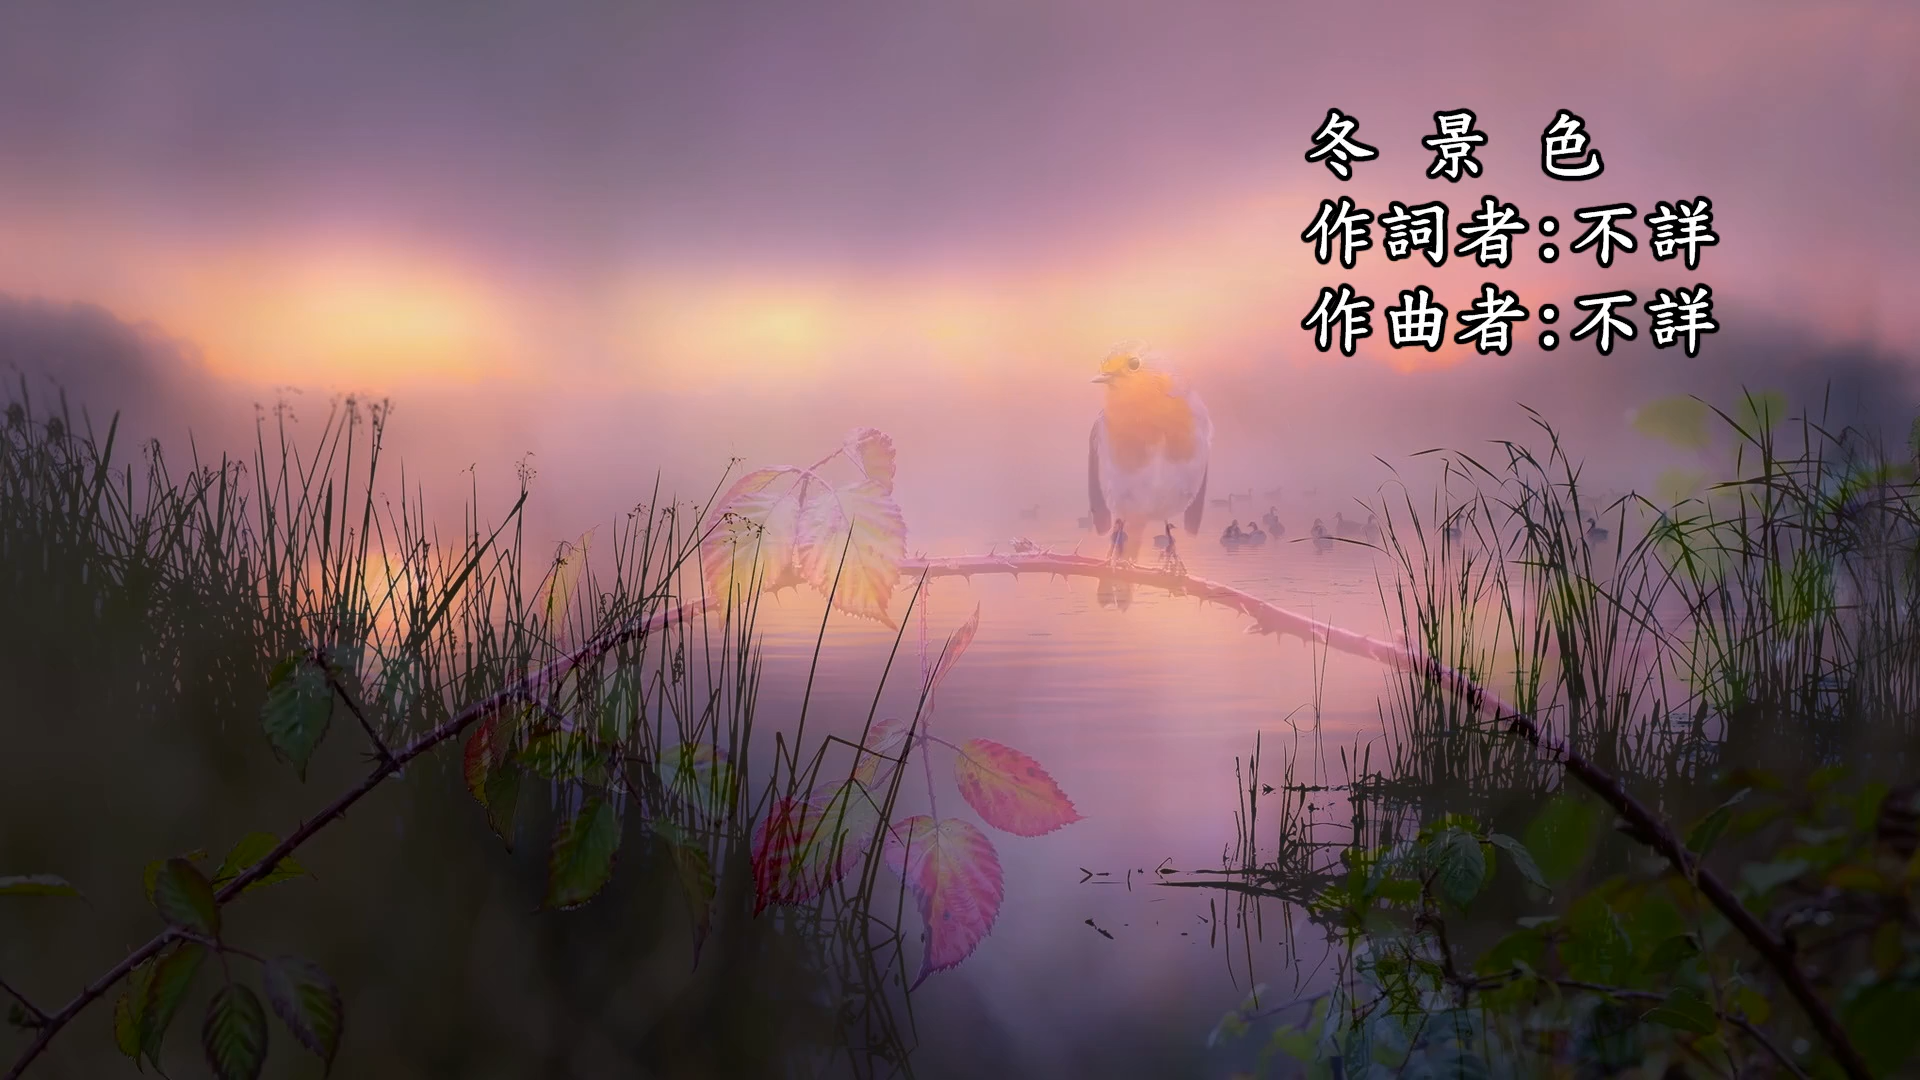 冬 景 色
作詞者:不詳
作曲者:不詳